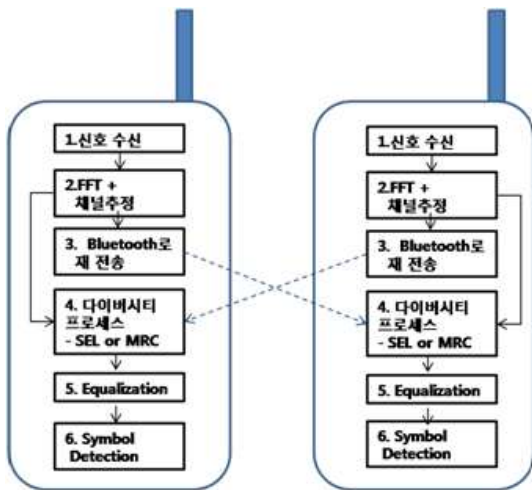 1.신호 수신
2.FFT +
채널추정
3. Bluetooth로
재 전송
4. 다이버시티
프로세스
- SEL or MRC
5. Equalization
6. Symbol
Detection
1.신호 수신
2.FFT +
채널추정
3. Bluetooth로
재 전송
4. 다이버시티
프로세스
- SEL or MRC
5. Equalization
6. Symbol
Detection